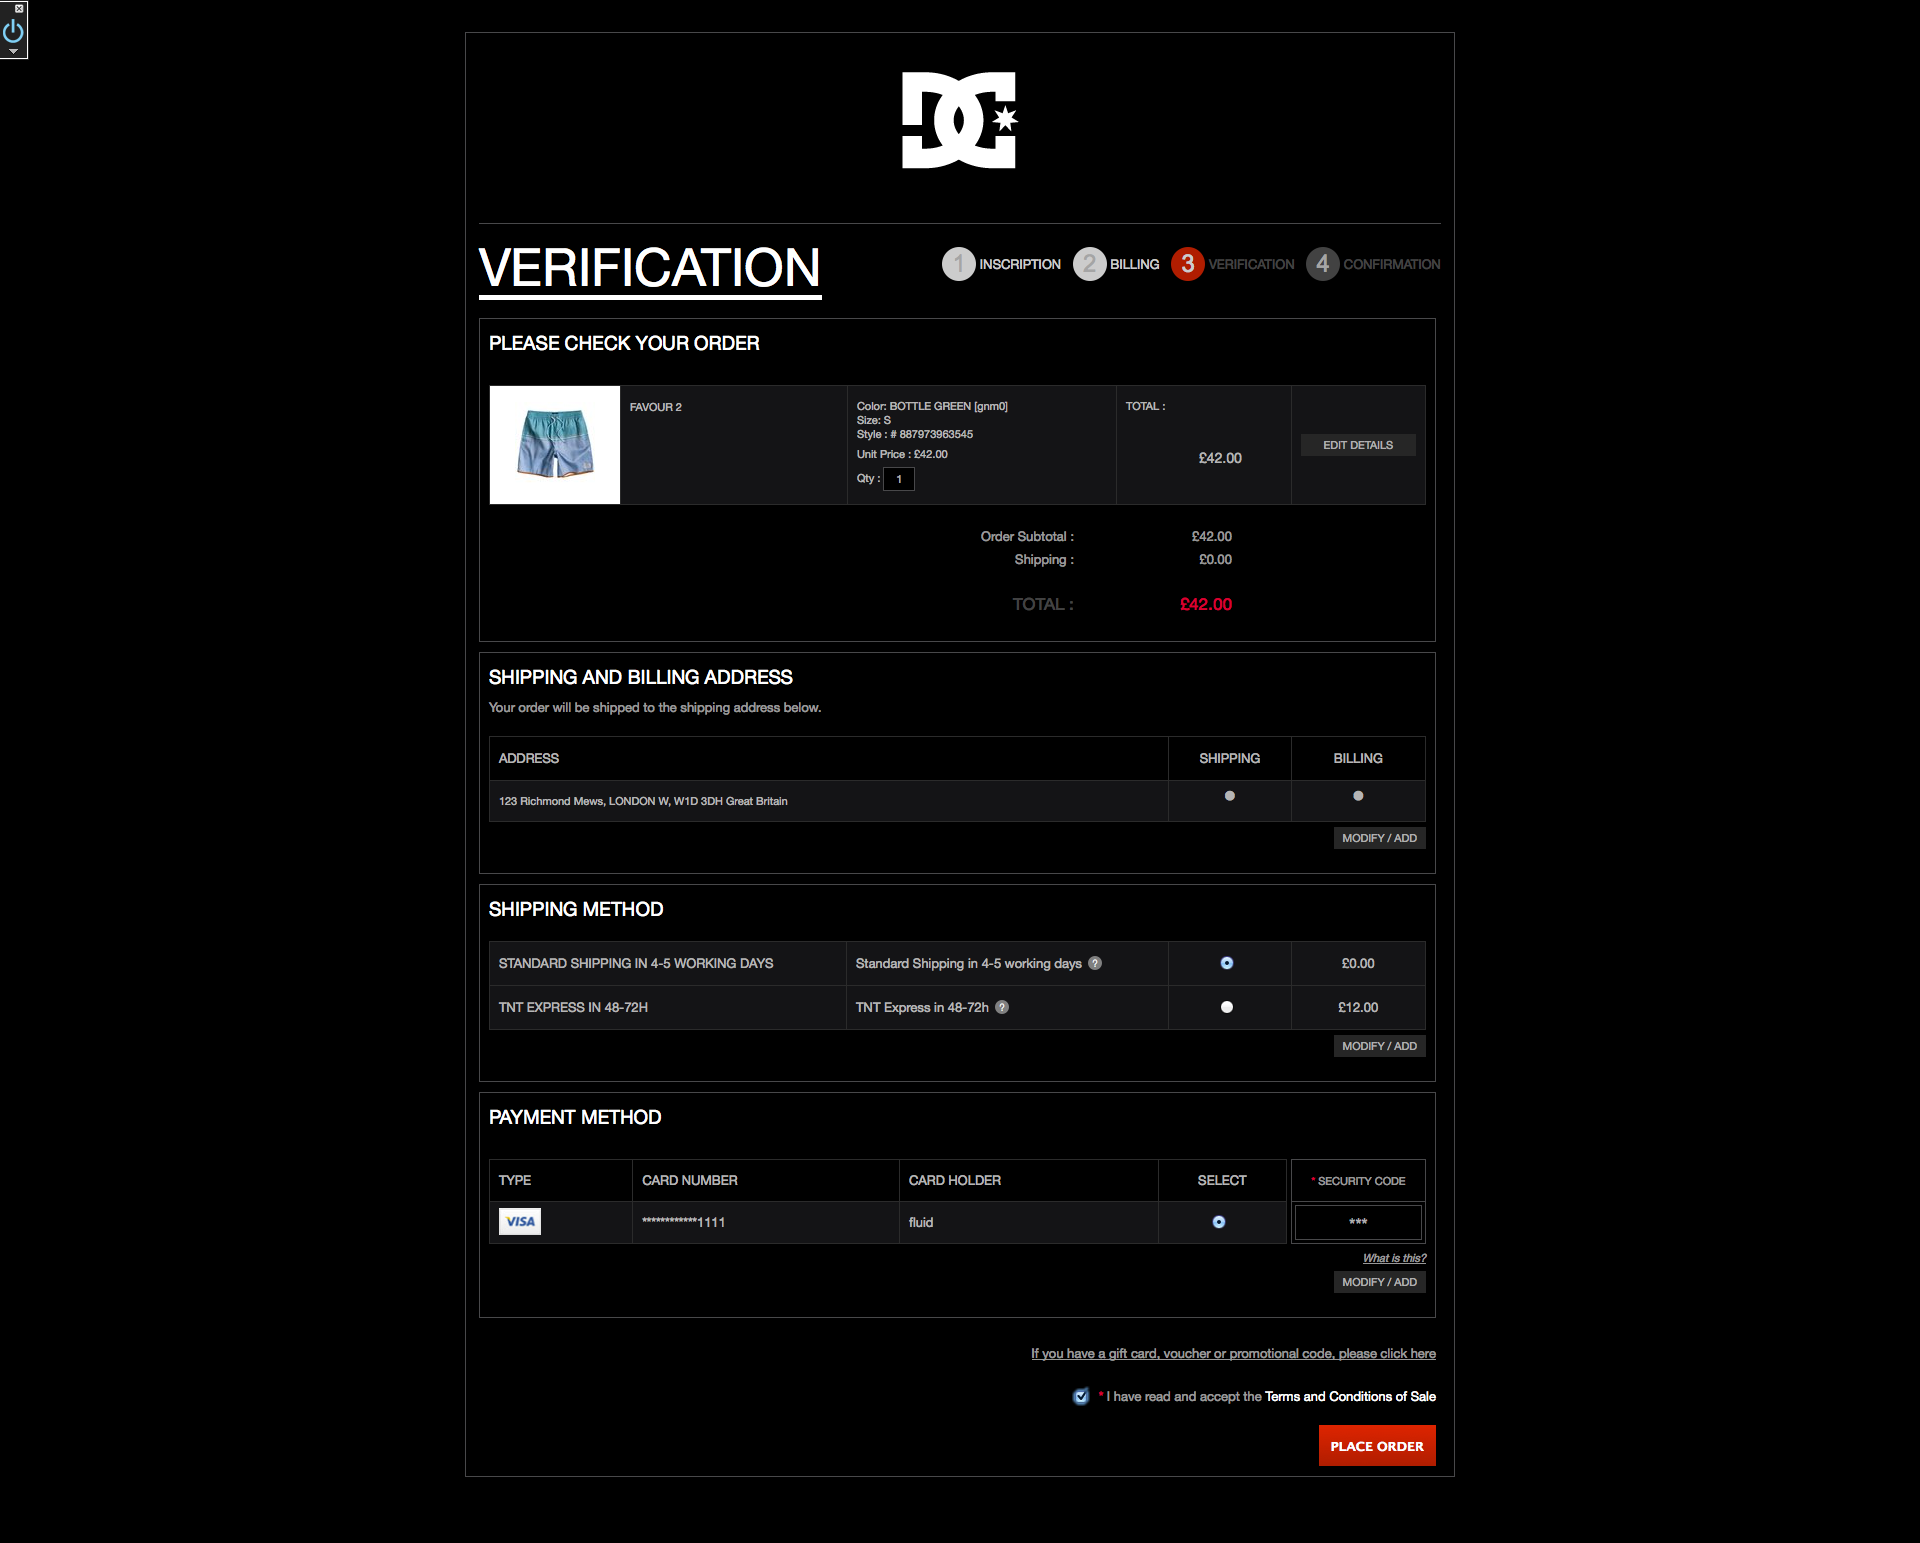 DC
VERIFICATION
1 INSCRIPTION 2 BILLING 3 VERIFICATION 4 CONFIRMATION
PLEASE CHECK YOUR ORDER
FAVOUR 2
Color: BOTTLE GREEN [gnm0]
Size: S
Style : # 887973963545
Unit Price : £42.00
Qty : 1
TOTAL :
£42.00
EDIT DETAILS
Order Subtotal : £42.00
Shipping : £0.00
TOTAL : £42.00
SHIPPING AND BILLING ADDRESS
Your order will be shipped to the shipping address below.
ADDRESS SHIPPING BILLING
123 Richmond Mews, LONDON W, W1D 3DH Great Britain
MODIFY / ADD
SHIPPING METHOD
STANDARD SHIPPING IN 4-5 WORKING DAYS Standard Shipping in 4-5 working days ? £0.00
TNT EXPRESS IN 48-72H TNT Express in 48-72h ? £12.00
MODIFY / ADD
PAYMENT METHOD
TYPE CARD NUMBER CARD HOLDER SELECT * SECURITY CODE
VISA ************1111 fluid ***
What is this?
MODIFY / ADD
If you have a gift card, voucher or promotional code, please click here
* I have read and accept the Terms and Conditions of Sale
PLACE ORDER